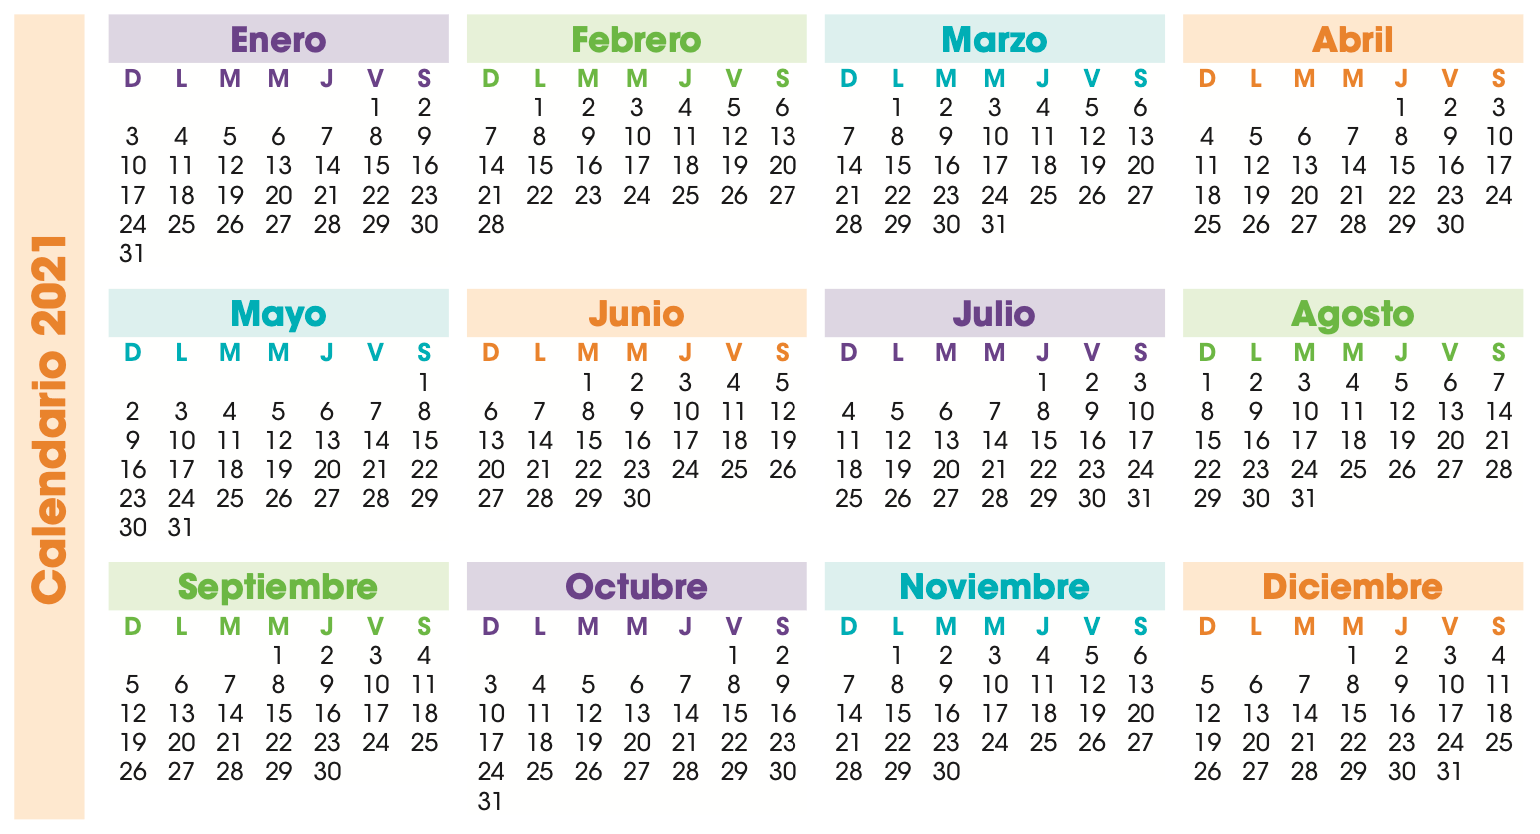 Calendario 2021
Enero
D L M M J V S
1 2
3 4 5 6 7 8 9
10 11 12 13 14 15 16
17 18 19 20 21 22 23
24 25 26 27 28 29 30
31
Febrero
D L M M J V S
1 2 3 4 5 6
7 8 9 10 11 12 13
14 15 16 17 18 19 20
21 22 23 24 25 26 27
28
Marzo
D L M M J V S
1 2 3 4 5 6
7 8 9 10 11 12 13
14 15 16 17 18 19 20
21 22 23 24 25 26 27
28 29 30 31
Abril
D L M M J V S
1 2 3
4 5 6 7 8 9 10
11 12 13 14 15 16 17
18 19 20 21 22 23 24
25 26 27 28 29 30
Mayo
D L M M J V S
1
2 3 4 5 6 7 8
9 10 11 12 13 14 15
16 17 18 19 20 21 22
23 24 25 26 27 28 29
30 31
Junio
D L M M J V S
1 2 3 4 5
6 7 8 9 10 11 12
13 14 15 16 17 18 19
20 21 22 23 24 25 26
27 28 29 30
Julio
D L M M J V S
1 2 3
4 5 6 7 8 9 10
11 12 13 14 15 16 17
18 19 20 21 22 23 24
25 26 27 28 29 30 31
Agosto
D L M M J V S
1 2 3 4 5 6 7
8 9 10 11 12 13 14
15 16 17 18 19 20 21
22 23 24 25 26 27 28
29 30 31
Septiembre
D L M M J V S
1 2 3 4
5 6 7 8 9 10 11
12 13 14 15 16 17 18
19 20 21 22 23 24 25
26 27 28 29 30
Octubre
D L M M J V S
1 2
3 4 5 6 7 8 9
10 11 12 13 14 15 16
17 18 19 20 21 22 23
24 25 26 27 28 29 30
31
Noviembre
D L M M J V S
1 2 3 4 5 6
7 8 9 10 11 12 13
14 15 16 17 18 19 20
21 22 23 24 25 26 27
28 29 30
Diciembre
D L M M J V S
1 2 3 4
5 6 7 8 9 10 11
12 13 14 15 16 17 18
19 20 21 22 23 24 25
26 27 28 29 30 31